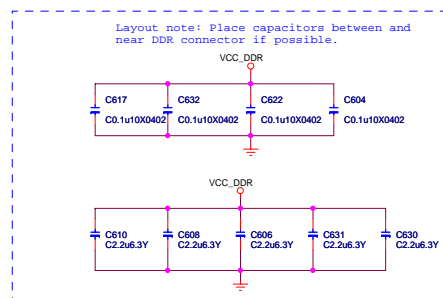 Layout note: Place capacitors between and
near DDR connector if possible.
VCC_DDR
C617 C632 C622 C604
C0.1u10X0402 C0.1u10X0402 C0.1u10X0402 C0.1u10X0402
VCC_DDR
C610 C608 C606 C631 C630
C2.2u6.3Y C2.2u6.3Y C2.2u6.3Y C2.2u6.3Y C2.2u6.3Y